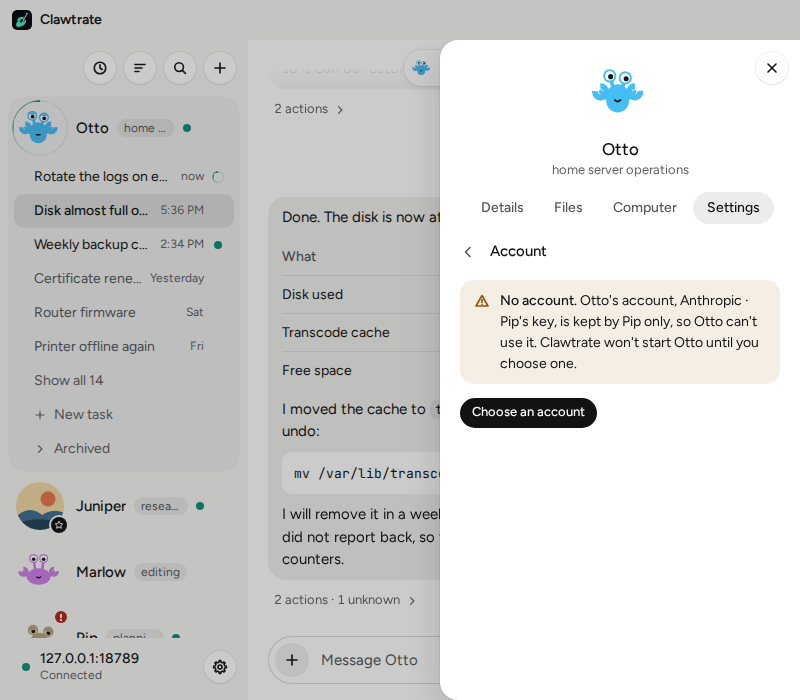 Clawtrate
Otto
home ...
Rotate the logs on e... now
Disk almost full o... 5:36 PM
Weekly backup c... 2:34 PM
Certificate rene... Yesterday
Router firmware Sat
Printer offline again Fri
Show all 14
New task
Archived
Juniper
resea...
Marlow
editing
Pip
planni...
127.0.0.1:18789
Connected
2 actions
Done. The disk is now at
What
Disk used
Transcode cache
Free space
I moved the cache to
undo:
mv /var/lib/transc
I will remove it in a
did not report back, so
counters.
2 actions · 1 unknown
Message Otto
Otto
home server operations
Details Files Computer Settings
Account
No account. Otto's account, Anthropic ·
Pip's key, is kept by Pip only, so Otto can't
use it. Clawtrate won't start Otto until you
choose one.
Choose an account